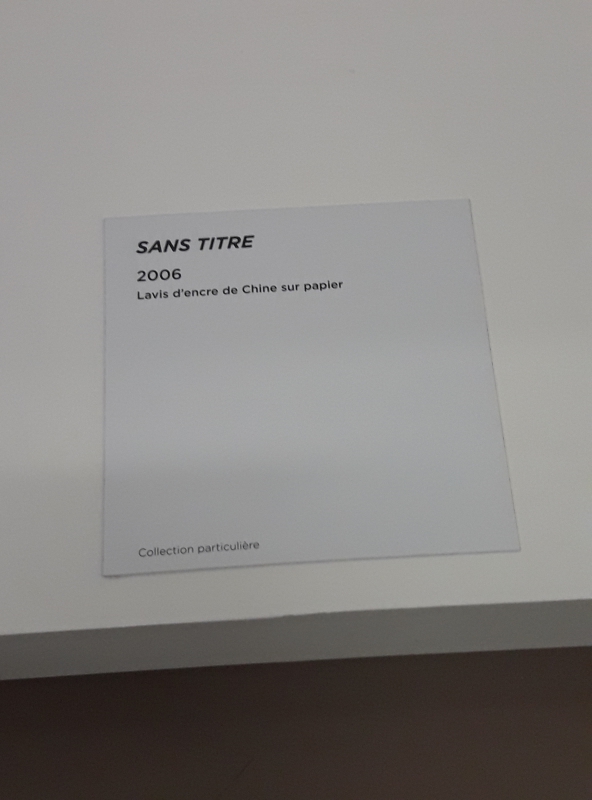 SANS TITRE
2006
Lavis d'encre de Chine sur papier
Collection particulière